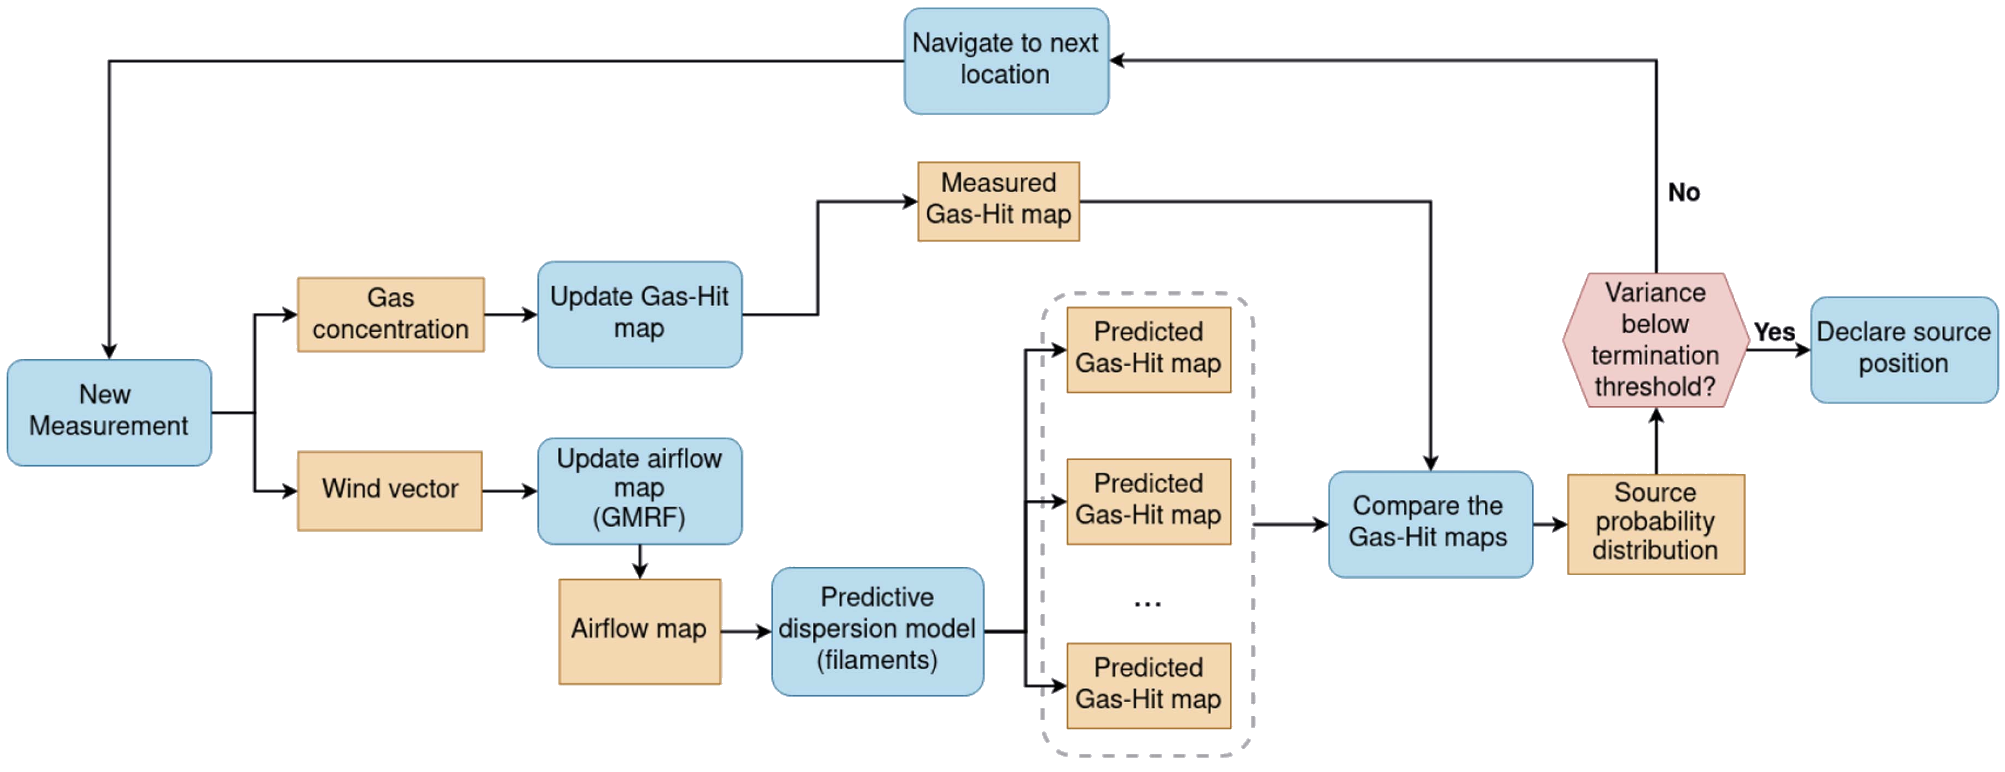 Navigate to next
location
No
Measured
Gas-Hit map
Gas
concentration
Update Gas-Hit
map
New
Measurement
Wind vector
Update airflow
map
(GMRF)
Airflow map
Predictive
dispersion model
(filaments)
Predicted
Gas-Hit map
Predicted
Gas-Hit map
...
Predicted
Gas-Hit map
Compare the
Gas-Hit maps
Source
probability
distribution
Variance
below
termination
threshold?
Yes
Declare source
position